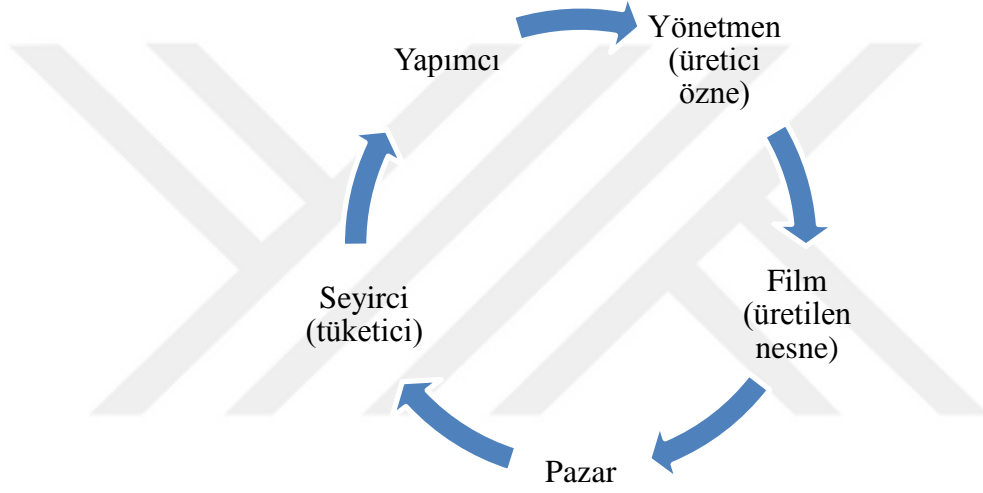 Yapımcı
Yönetmen
(üretici
özne)
Film
(üretilen
nesne)
Pazar
Seyirci
(tüketici)